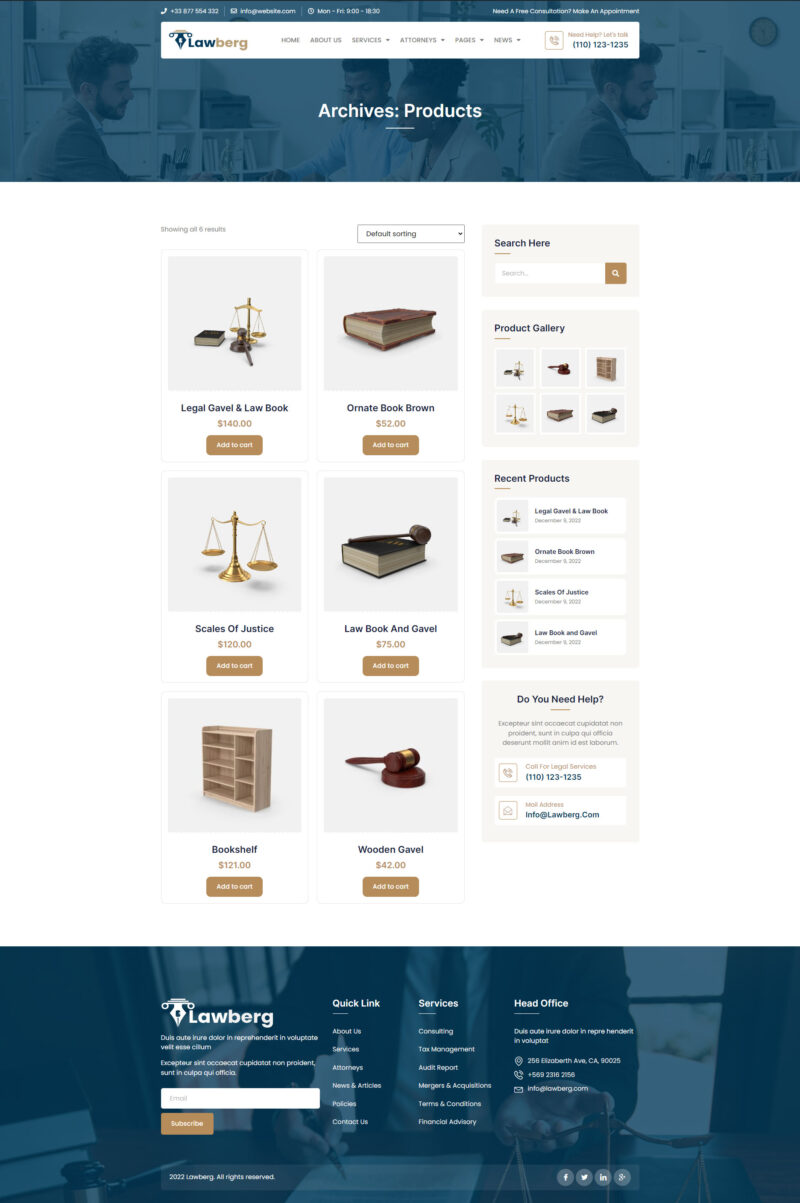 +33 877 554 332 info@website.com Mon - Fri: 9:00 - 18:30 Need A Free Consultation? Make An Appointment
Lawberg
HOME ABOUT US SERVICES ATTORNEYS PAGES NEWS
Need Help? Let's talk
(110) 123-1235
Archives: Products
Showing all 6 results
Default sorting
Legal Gavel & Law Book
$140.00
Add to cart
Ornate Book Brown
$52.00
Add to cart
Scales Of Justice
$120.00
Add to cart
Law Book And Gavel
$75.00
Add to cart
Bookshelf
$121.00
Add to cart
Wooden Gavel
$42.00
Add to cart
Search Here
Search...
Product Gallery
Recent Products
Legal Gavel & Law Book
December 9, 2022
Ornate Book Brown
December 9, 2022
Scales Of Justice
December 9, 2022
Law Book and Gavel
December 9, 2022
Do You Need Help?
Excepteur sint occaecat cupidatat non
proident, sunt in culpa qui officia
deserunt mollit anim id est laborum.
Call For Legal Services
(110) 123-1235
Mail Address
Info@Lawberg.Com
Lawberg
Duis aute irure dolor in reprehenderit in voluptate
velit esse cillum
Excepteur sint occaecat cupidatat non proident,
sunt in culpa qui officia.
Email
Subscribe
Quick Link
About Us
Services
Attorneys
News & Articles
Policies
Contact Us
Services
Consulting
Tax Management
Audit Report
Mergers & Acquisitions
Terms & Conditions
Financial Advisory
Head Office
Duis aute irure dolor in repre henderit
in voluptat
256 Elizaberth Ave, CA, 90025
+569 2316 2156
info@lawberg.com
2022 Lawberg. All rights reserved.